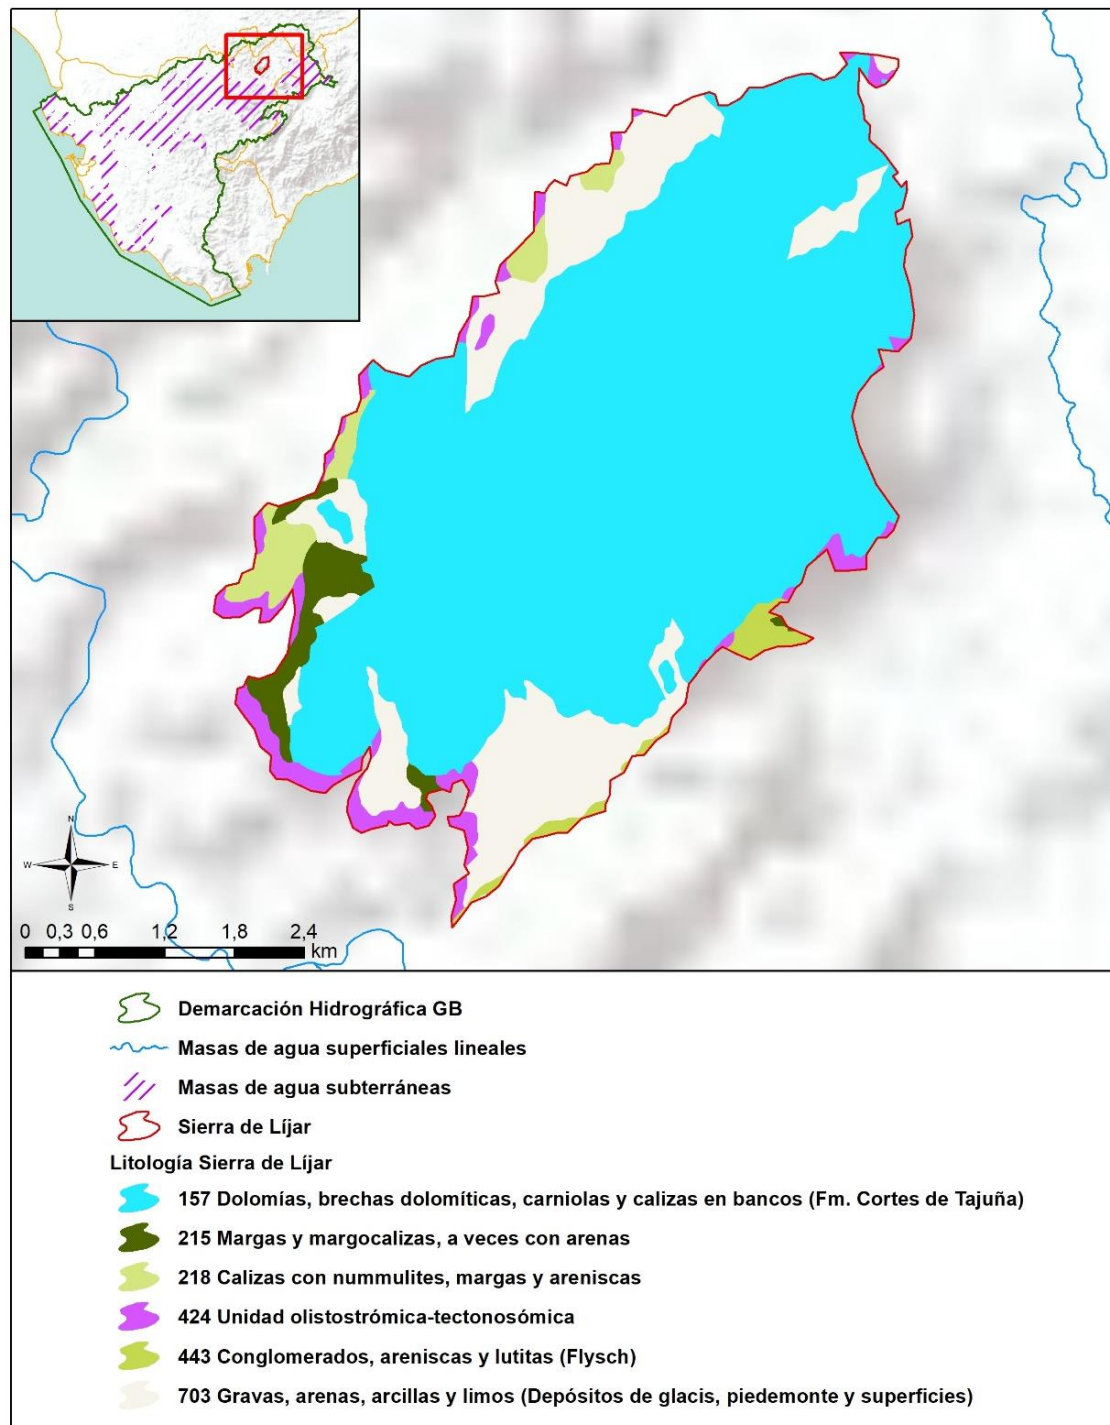 N
W E
S
0 0,3 0,6 1,2 1,8 2,4
km
Demarcación Hidrográfica GB
Masas de agua superficiales lineales
Masas de agua subterráneas
Sierra de Líjar
Litología Sierra de Líjar
157 Dolomías, brechas dolomíticas, carniolas y calizas en bancos (Fm. Cortes de Tajuña)
215 Margas y margocalizas, a veces con arenas
218 Calizas con nummulites, margas y areniscas
424 Unidad olistostrómica-tectonosómica
443 Conglomerados, areniscas y lutitas (Flysch)
703 Gravas, arenas, arcillas y limos (Depósitos de glacis, piedemonte y superficies)